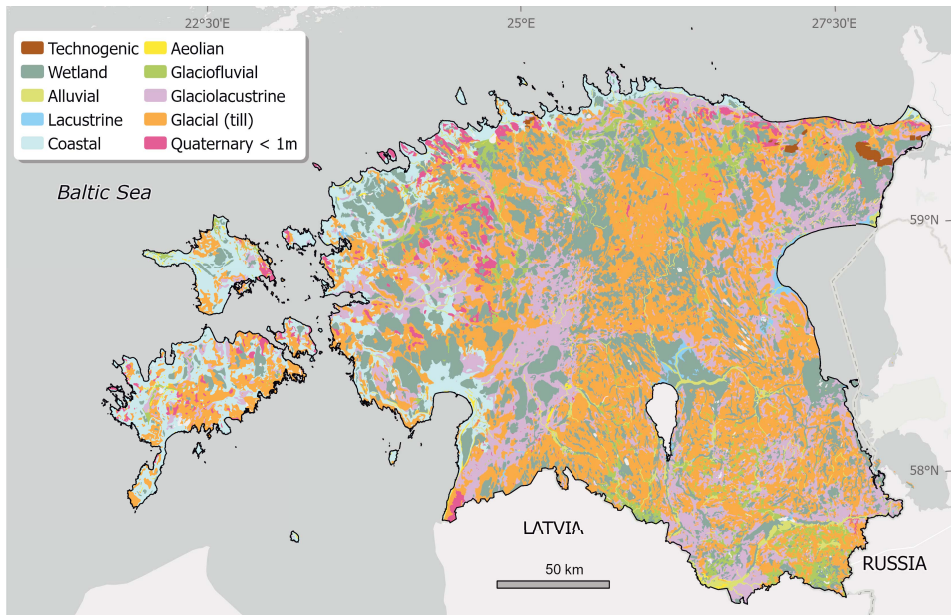 22°30'E
25°E
27°30'E
Technogenic
Wetland
Alluvial
Lacustrine
Coastal
Aeolian
Glaciofluvial
Glaciolacustrine
Glacial (till)
Quaternary < 1m
Baltic Sea
59°N
58°N
LATVIA
RUSSIA
50 km